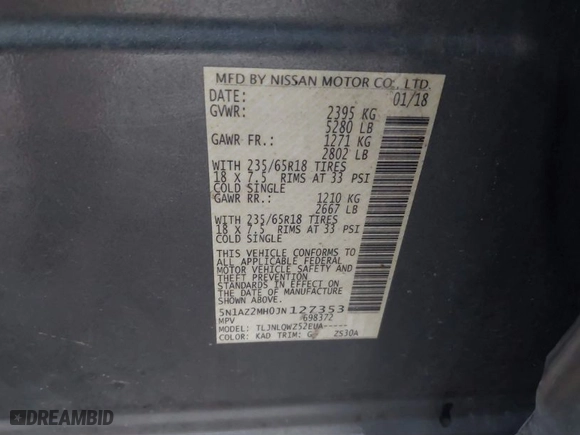 MFD BY NISSAN MOTOR CO., LTD.
DATE: 01/18
GVWR: 2395 KG
5280 LB
GAWR FR.: 1271 KG
2802 LB
WITH 235/65R18 TIRES
18 X 7.5 RIMS AT 33 PSI
COLD SINGLE
GAWR RR.: 1210 KG
2667 LB
WITH 235/65R18 TIRES
18 X 7.5 RIMS AT 33 PSI
COLD SINGLE
THIS VEHICLE CONFORMS TO
ALL APPLICABLE FEDERAL
MOTOR VEHICLE SAFETY AND
THEFT PREVENTION
STANDARDS IN EFFECT ON
THE DATE OF MANUFACTURE
SHOWN ABOVE.
5N1AZ2MH0JN127353
MPV 698372
MODEL: TLJNLQWZ52EUA-----
COLOR: KAD TRIM: G ZS30A
DREAMBID